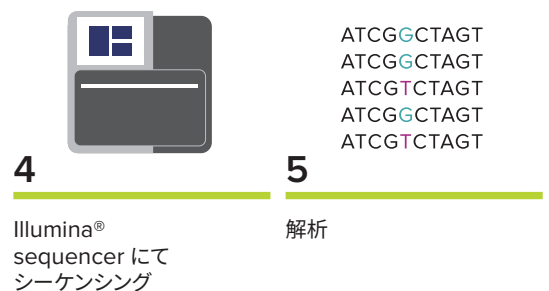 ATCGGCTAGT
ATCGGCTAGT
ATCGTCTAGT
ATCGGCTAGT
ATCGTCTAGT
4
Illumina®
sequencer にて
シーケンシング
5
解析